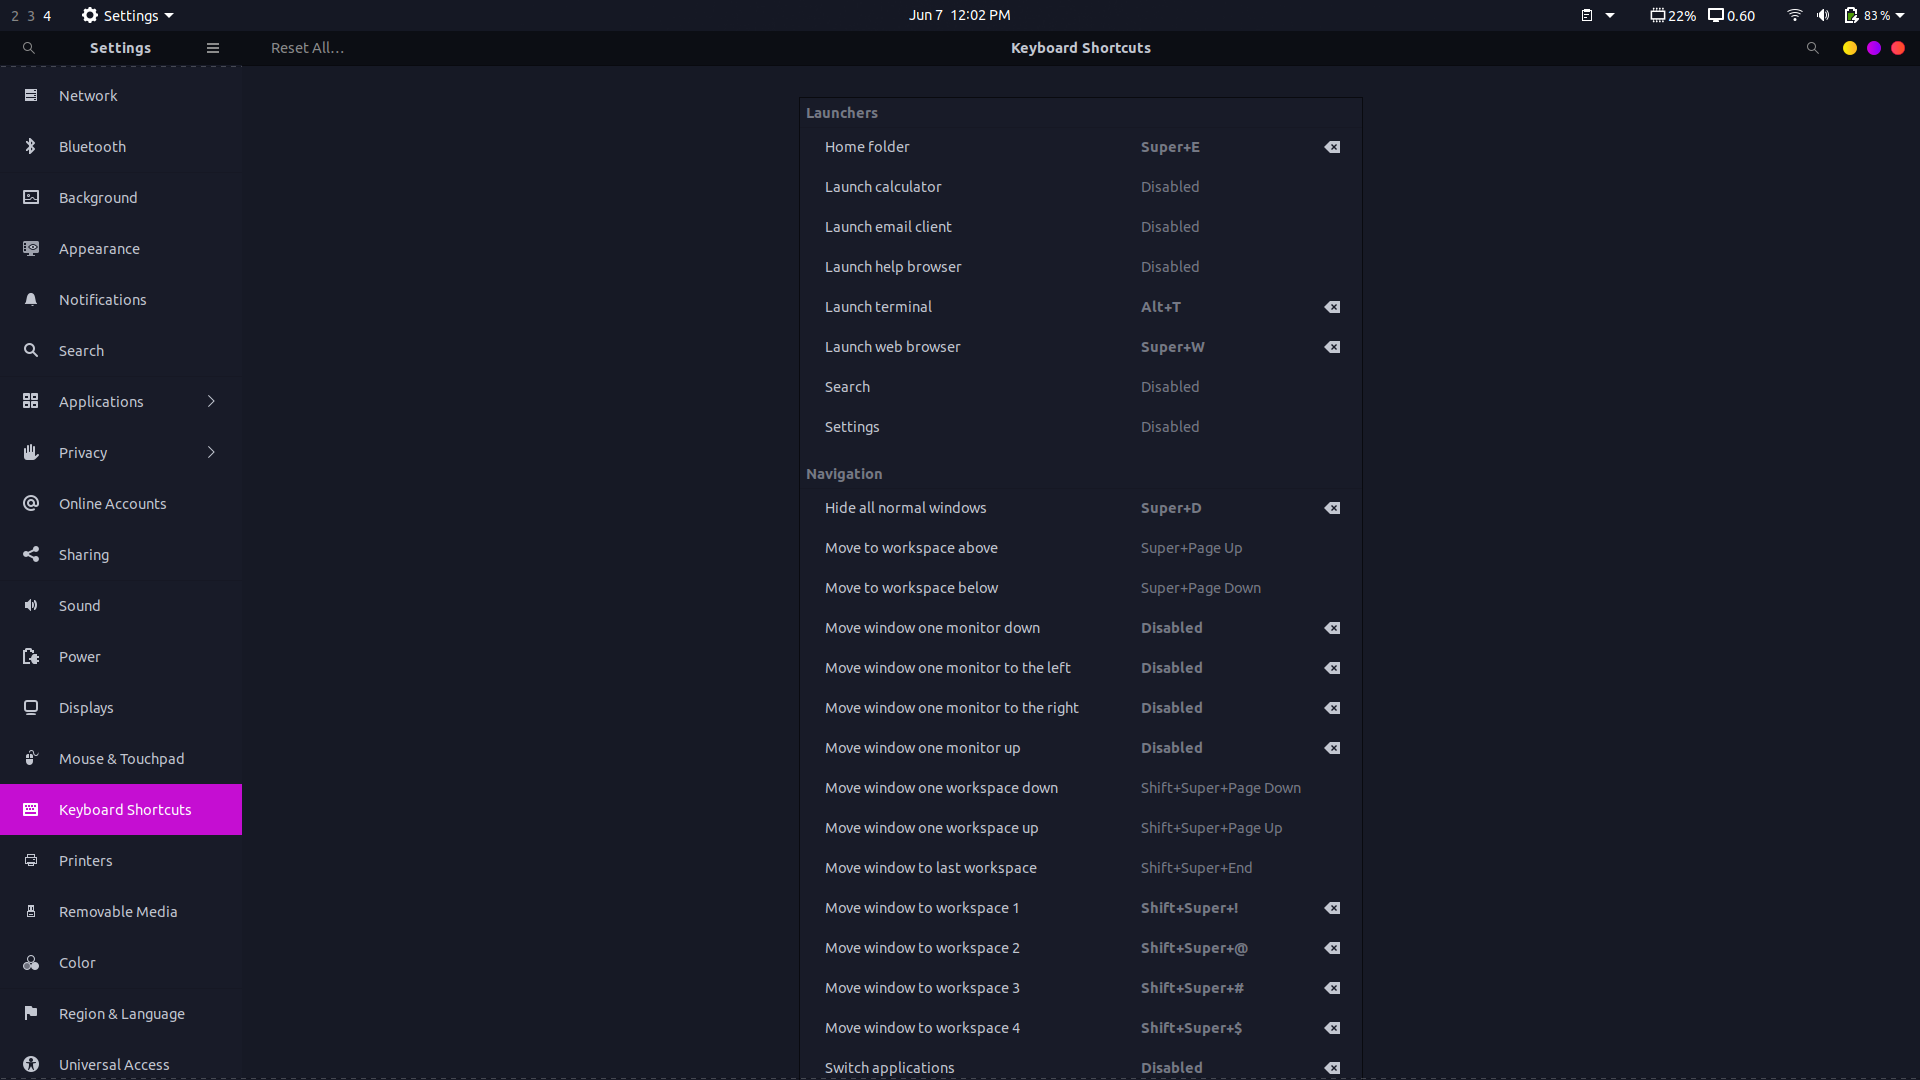 2 3 4 Settings Jun 7 12:02 PM 22% 0.60 83 %
Settings Reset All... Keyboard Shortcuts
Network
Bluetooth
Background
Appearance
Notifications
Search
Applications
Privacy
Online Accounts
Sharing
Sound
Power
Displays
Mouse & Touchpad
Keyboard Shortcuts
Printers
Removable Media
Color
Region & Language
Universal Access
Launchers
Home folder Super+E
Launch calculator Disabled
Launch email client Disabled
Launch help browser Disabled
Launch terminal Alt+T
Launch web browser Super+W
Search Disabled
Settings Disabled
Navigation
Hide all normal windows Super+D
Move to workspace above Super+Page Up
Move to workspace below Super+Page Down
Move window one monitor down Disabled
Move window one monitor to the left Disabled
Move window one monitor to the right Disabled
Move window one monitor up Disabled
Move window one workspace down Shift+Super+Page Down
Move window one workspace up Shift+Super+Page Up
Move window to last workspace Shift+Super+End
Move window to workspace 1 Shift+Super+!
Move window to workspace 2 Shift+Super+@
Move window to workspace 3 Shift+Super+#
Move window to workspace 4 Shift+Super+$
Switch applications Disabled